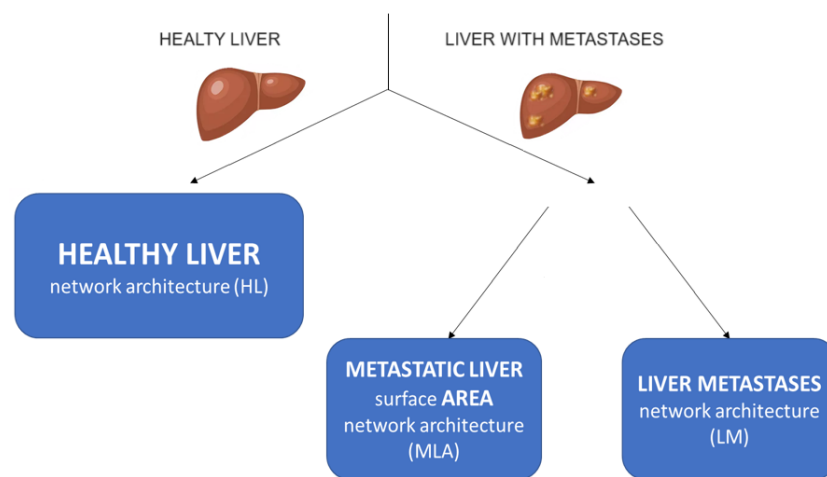 HEALTY LIVER
LIVER WITH METASTASES
HEALTHY LIVER
network architecture (HL)
METASTATIC LIVER
surface AREA
network architecture
(MLA)
LIVER METASTASES
network architecture
(LM)